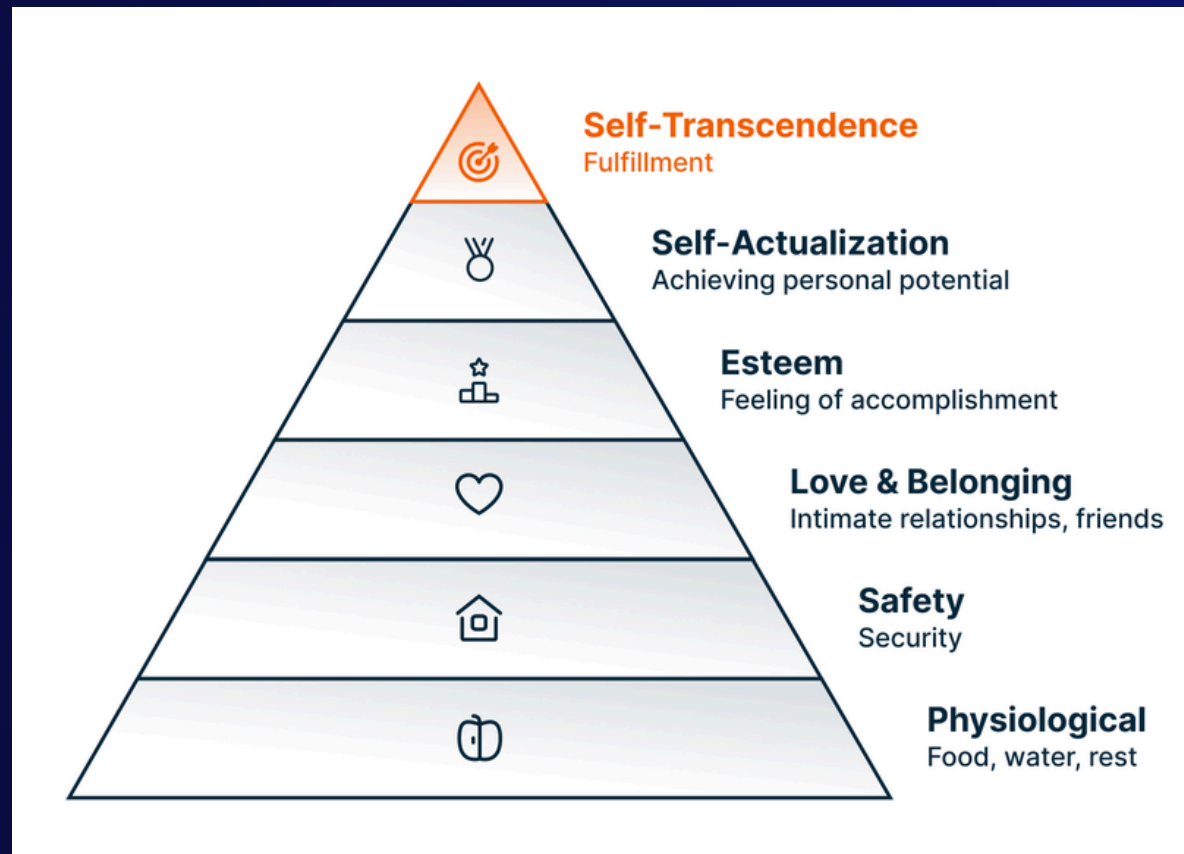 Self-Transcendence
Fulfillment
Self-Actualization
Achieving personal potential
Esteem
Feeling of accomplishment
Love & Belonging
Intimate relationships, friends
Safety
Security
Physiological
Food, water, rest